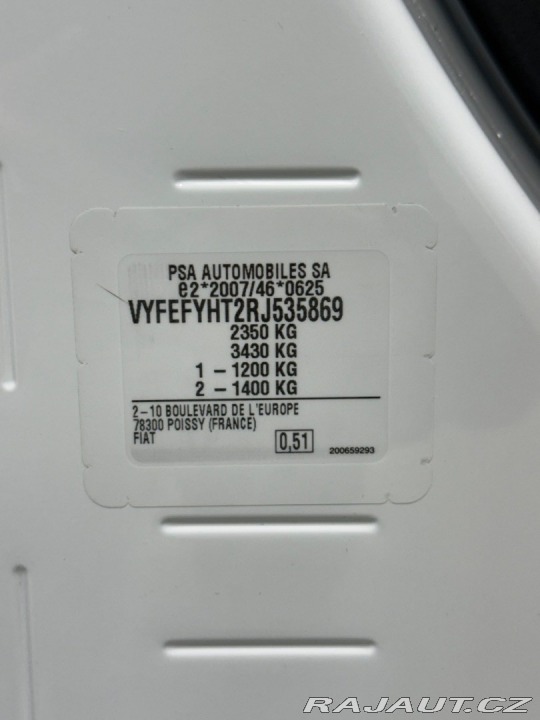 PSA AUTOMOBILES SA
e2*2007/46*0625
VYFEFYHT2RJ535869
2350 KG
3430 KG
1 – 1200 KG
2 – 1400 KG
2–10 BOULEVARD DE L'EUROPE
78300 POISSY (FRANCE)
FIAT
0,51
200659293
RAJAUT.CZ